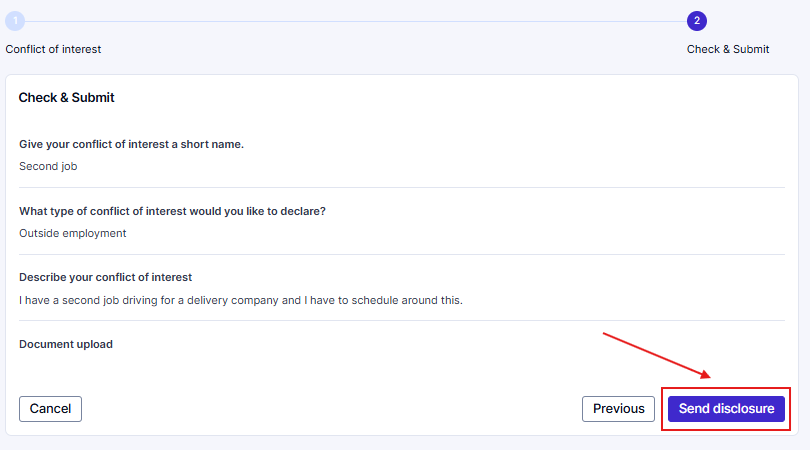 1
2
Conflict of interest
Check & Submit
Check & Submit
Give your conflict of interest a short name.
Second job
What type of conflict of interest would you like to declare?
Outside employment
Describe your conflict of interest
I have a second job driving for a delivery company and I have to schedule around this.
Document upload
Cancel
Previous
Send disclosure